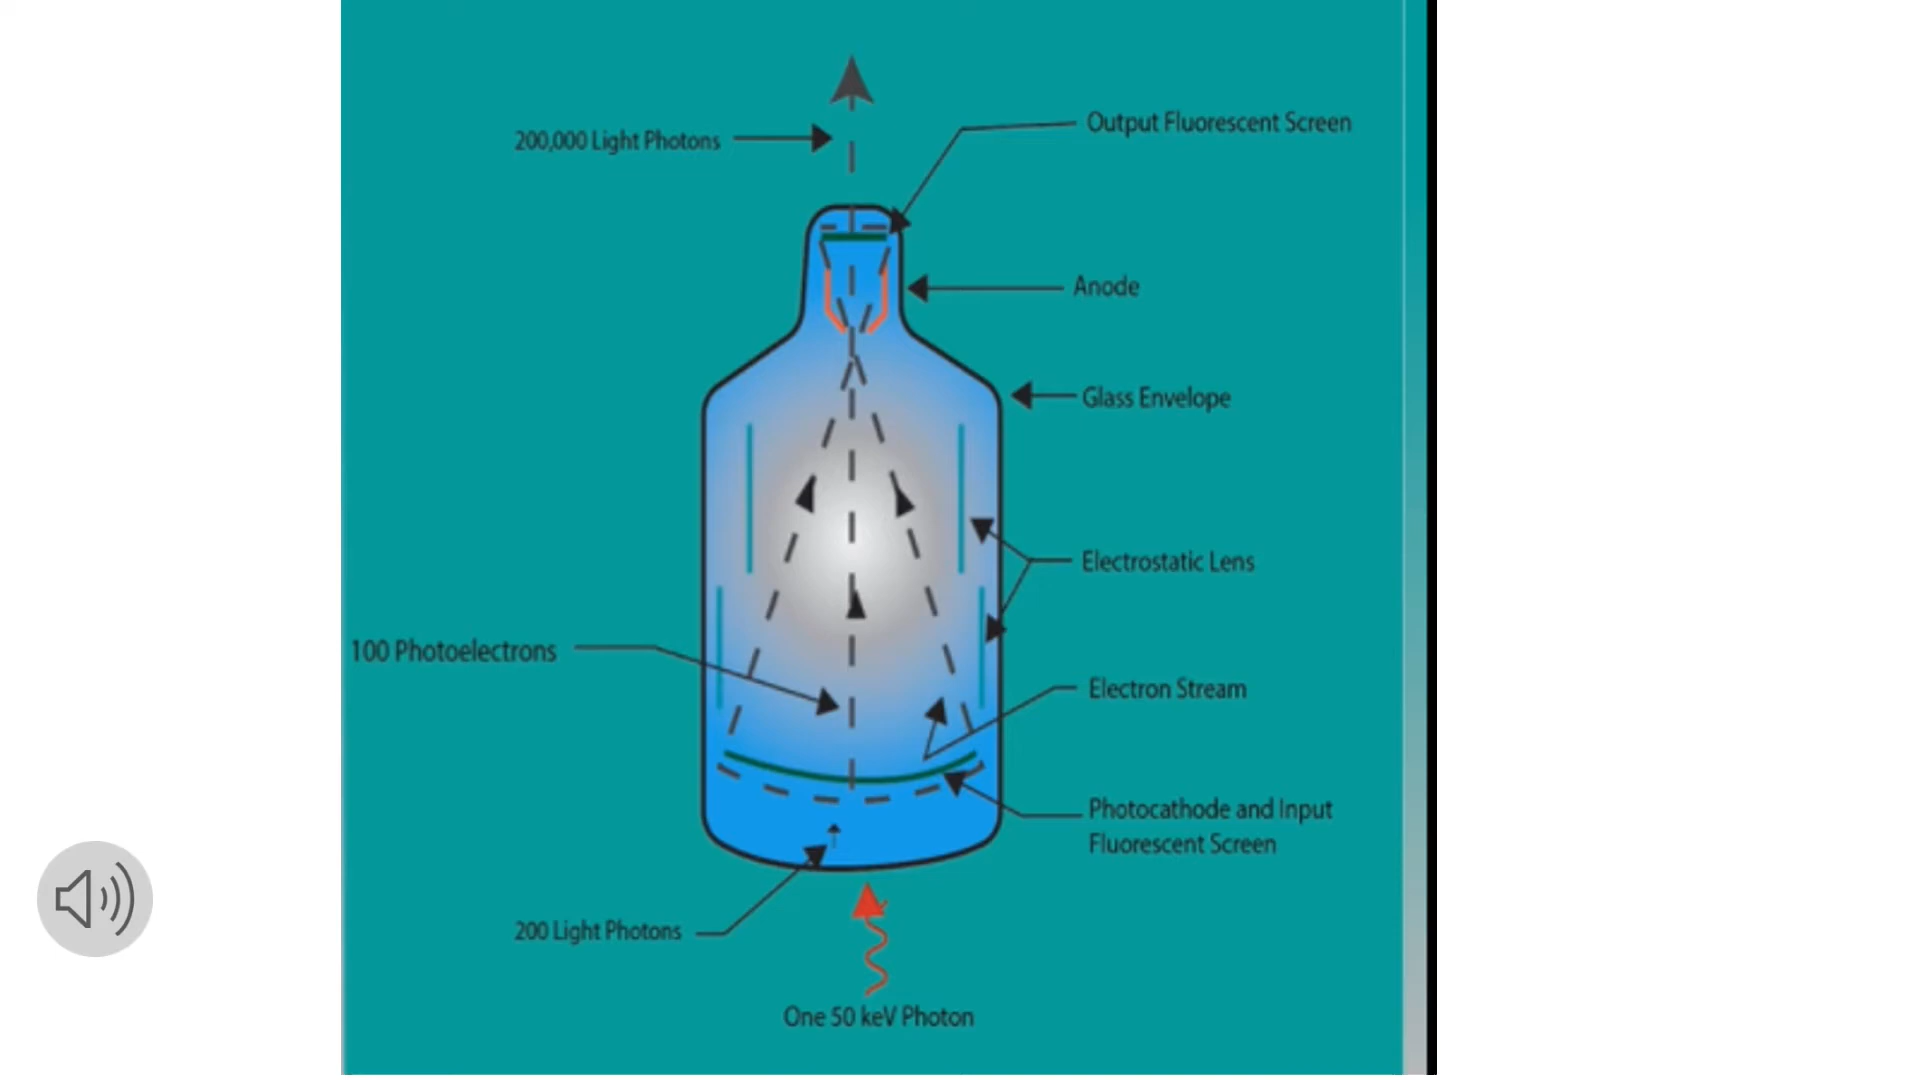 Output Fluorescent Screen
200,000 Light Photons
Anode
Glass Envelope
Electrostatic Lens
100 Photoelectrons
Electron Stream
Photocathode and Input
Fluorescent Screen
200 Light Photons
One 50 keV Photon